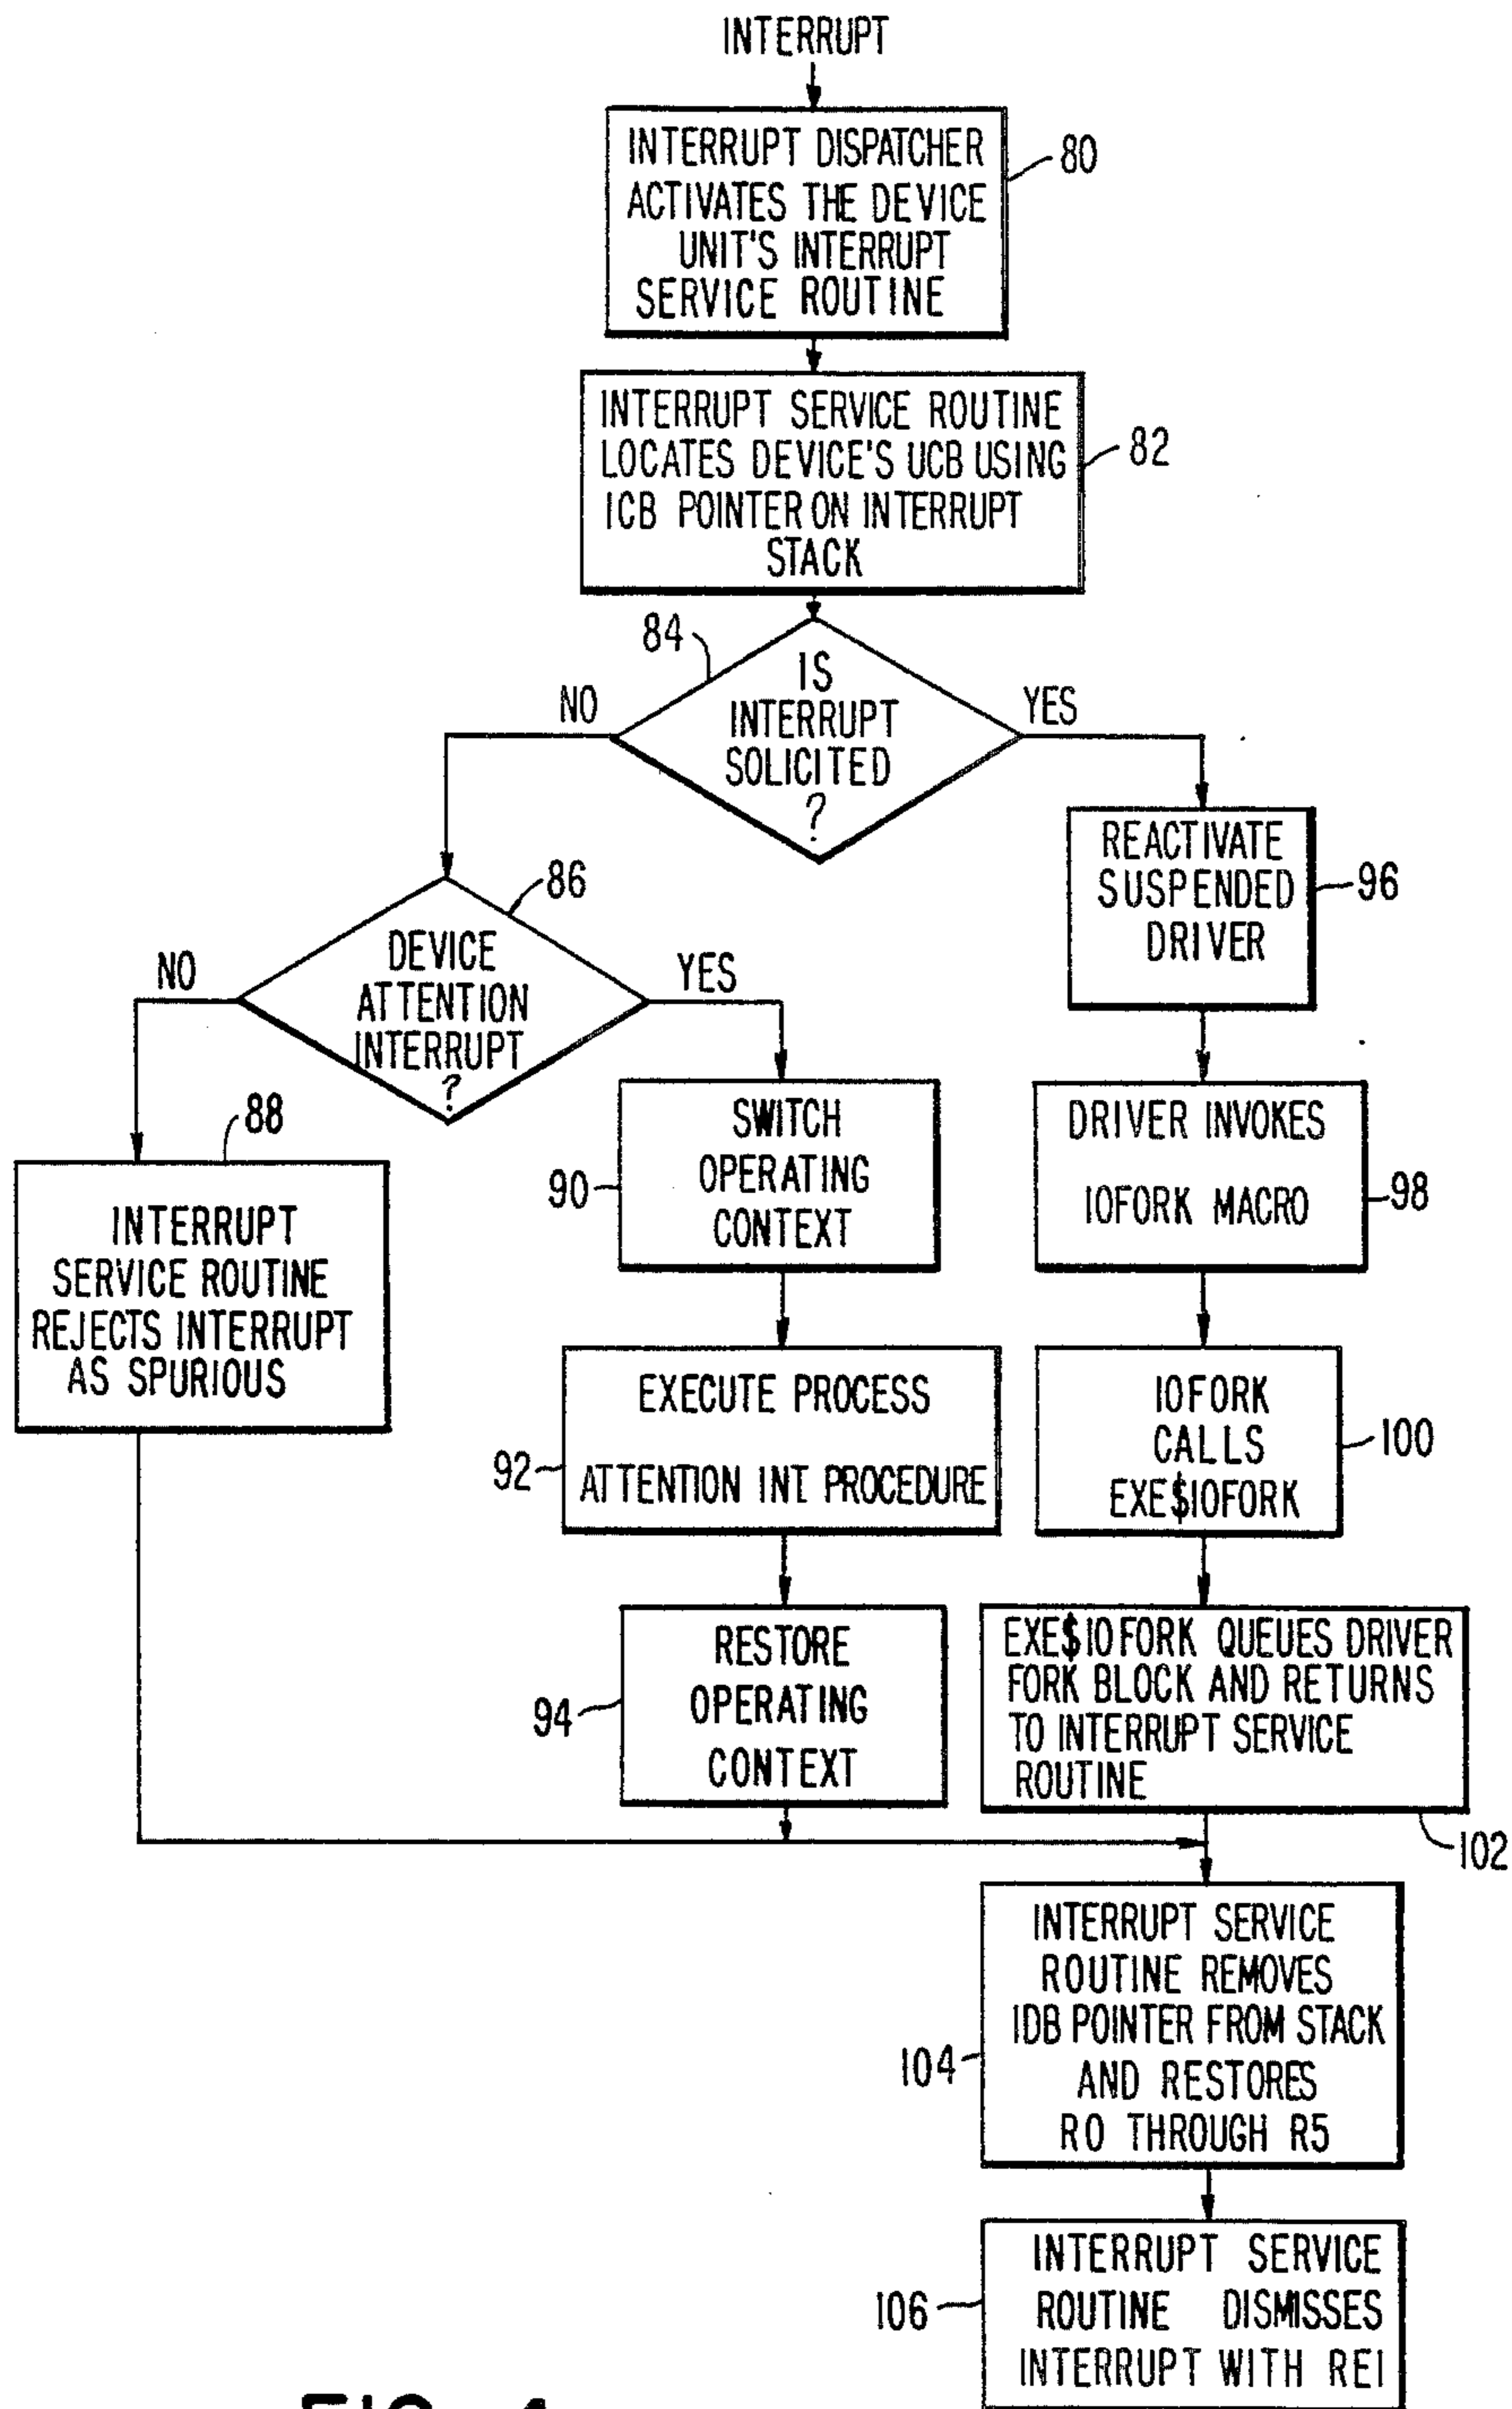 INTERRUPT
INTERRUPT DISPATCHER
ACTIVATES THE DEVICE
UNIT'S INTERRUPT
SERVICE ROUTINE
80
INTERRUPT SERVICE ROUTINE
LOCATES DEVICE'S UCB USING
ICB POINTER ON INTERRUPT
STACK
82
84
IS
INTERRUPT
SOLICITED
?
NO
YES
REACTIVATE
SUSPENDED
DRIVER
96
86
DEVICE
ATTENTION
INTERRUPT
?
NO
YES
88
INTERRUPT
SERVICE ROUTINE
REJECTS INTERRUPT
AS SPURIOUS
SWITCH
OPERATING
CONTEXT
90
DRIVER INVOKES
IOFORK MACRO
98
EXECUTE PROCESS
ATTENTION INT PROCEDURE
92
IOFORK
CALLS
EXE$IOFORK
100
RESTORE
OPERATING
CONTEXT
94
EXE$IOFORK QUEUES DRIVER
FORK BLOCK AND RETURNS
TO INTERRUPT SERVICE
ROUTINE
102
INTERRUPT SERVICE
ROUTINE REMOVES
IDB POINTER FROM STACK
AND RESTORES
R0 THROUGH R5
104
INTERRUPT SERVICE
ROUTINE DISMISSES
INTERRUPT WITH REI
106